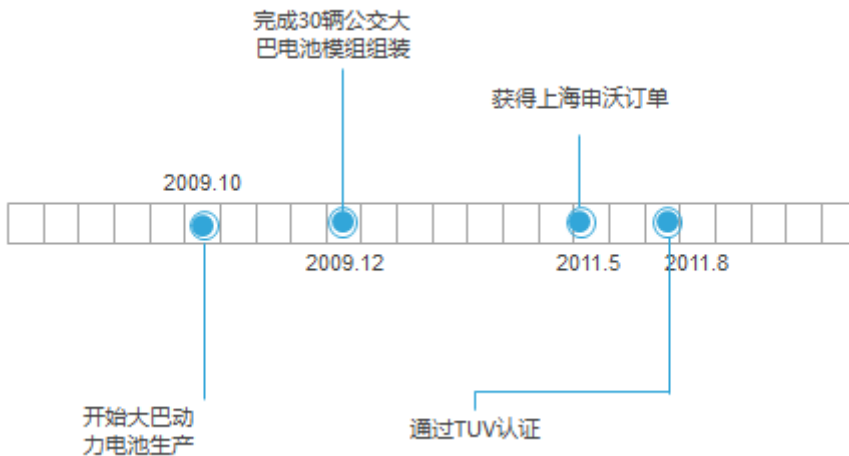 完成30辆公交大
巴电池模组组装
获得上海申沃订单
2009.10
2009.12
2011.5
2011.8
开始大巴动
力电池生产
通过TUV认证